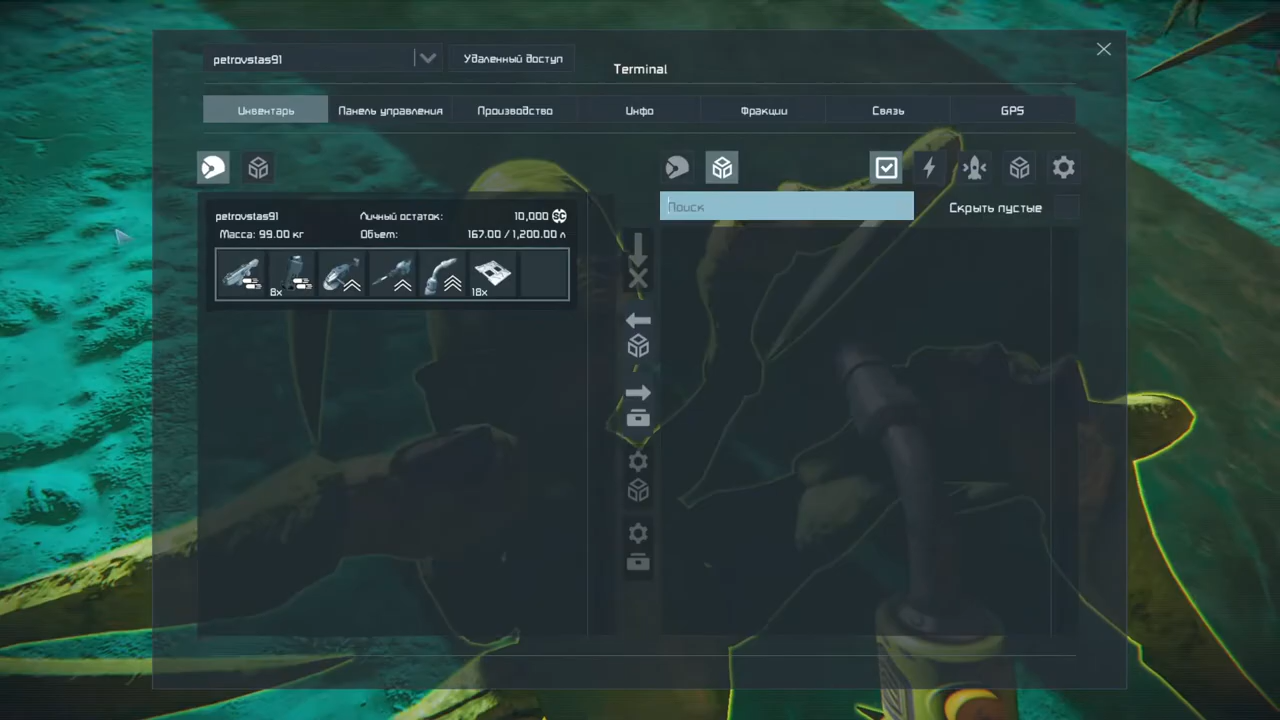 petrovstas91
Удаленный доступ
Terminal
Инвентарь
Панель управления
Производство
Инфо
Фракции
Связь
GPS
Поиск
Скрыть пустые
petrovstas91
Личный остаток:
10,000 SC
Масса: 99.00 кг
Объем:
167.00 / 1,200.00 л
8x
18x